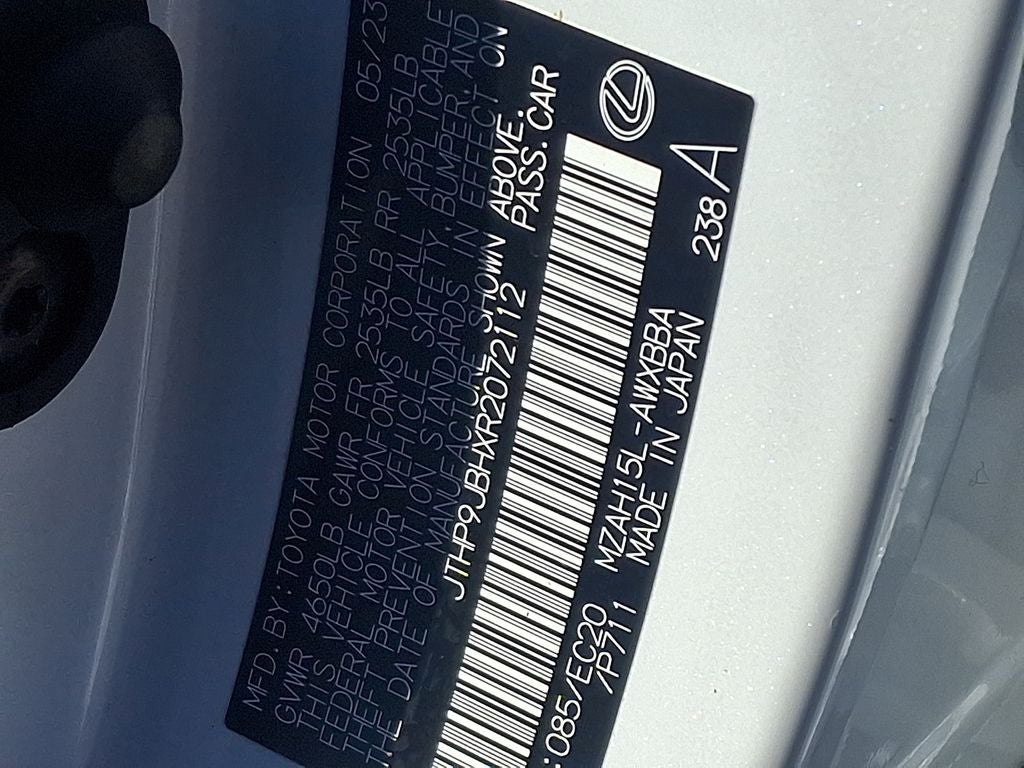 MFD. BY: TOYOTA MOTOR CORPORATION 05/23
GVWR 4650LB GAWR FR 2535LB RR 2535LB
THIS VEHICLE CONFORMS TO ALL APPLICABLE
FEDERAL MOTOR VEHICLE SAFETY, BUMPER, AND
THEFT PREVENTION STANDARDS IN EFFECT ON
THE DATE OF MANUFACTURE SHOWN ABOVE.
JTHP9JBHXR2072112 PASS. CAR
:085/EC20 MZAH15L-AWXBBA
/P711 MADE IN JAPAN 238A